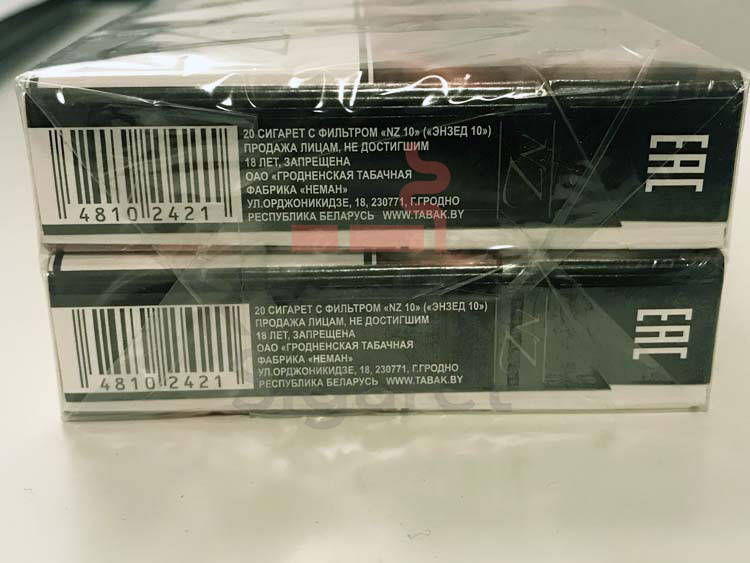 20 СИГАРЕТ С ФИЛЬТРОМ «NZ 10» («ЭНЗЕД 10»)
ПРОДАЖА ЛИЦАМ, НЕ ДОСТИГШИМ
18 ЛЕТ, ЗАПРЕЩЕНА
ОАО «ГРОДНЕНСКАЯ ТАБАЧНАЯ
ФАБРИКА «НЕМАН»
УЛ.ОРДЖОНИКИДЗЕ, 18, 230771, Г.ГРОДНО
РЕСПУБЛИКА БЕЛАРУСЬ WWW.TABAK.BY
4810 2421
NZ
EAC
20 СИГАРЕТ С ФИЛЬТРОМ «NZ 10» («ЭНЗЕД 10»)
ПРОДАЖА ЛИЦАМ, НЕ ДОСТИГШИМ
18 ЛЕТ, ЗАПРЕЩЕНА
ОАО «ГРОДНЕНСКАЯ ТАБАЧНАЯ
ФАБРИКА «НЕМАН»
УЛ.ОРДЖОНИКИДЗЕ, 18, 230771, Г.ГРОДНО
РЕСПУБЛИКА БЕЛАРУСЬ WWW.TABAK.BY
4810 2421
NZ
EAC
Sigaret